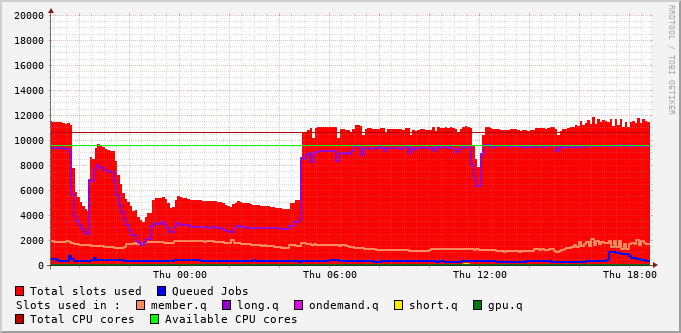 20000
18000
16000
14000
12000
10000
8000
6000
4000
2000
0
Thu 00:00 Thu 06:00 Thu 12:00 Thu 18:00
RRDTOOL / TOBI OETIKER
Total slots used Queued Jobs
Slots used in : member.q long.q ondemand.q short.q gpu.q
Total CPU cores Available CPU cores